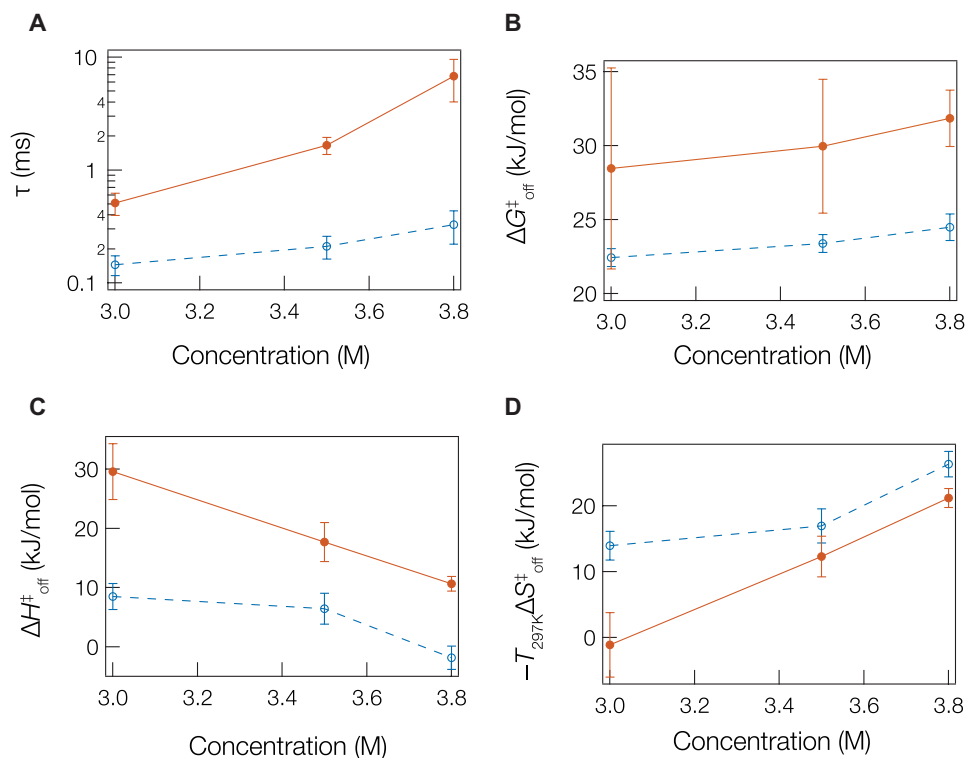 A
10
4
2
1
4
2
0.1
τ (ms)
3.0 3.2 3.4 3.6 3.8
Concentration (M)
B
35
30
25
20
ΔG‡off (kJ/mol)
3.0 3.2 3.4 3.6 3.8
Concentration (M)
C
30
20
10
0
ΔH‡off (kJ/mol)
3.0 3.2 3.4 3.6 3.8
Concentration (M)
D
20
10
0
−T297KΔS‡off (kJ/mol)
3.0 3.2 3.4 3.6 3.8
Concentration (M)